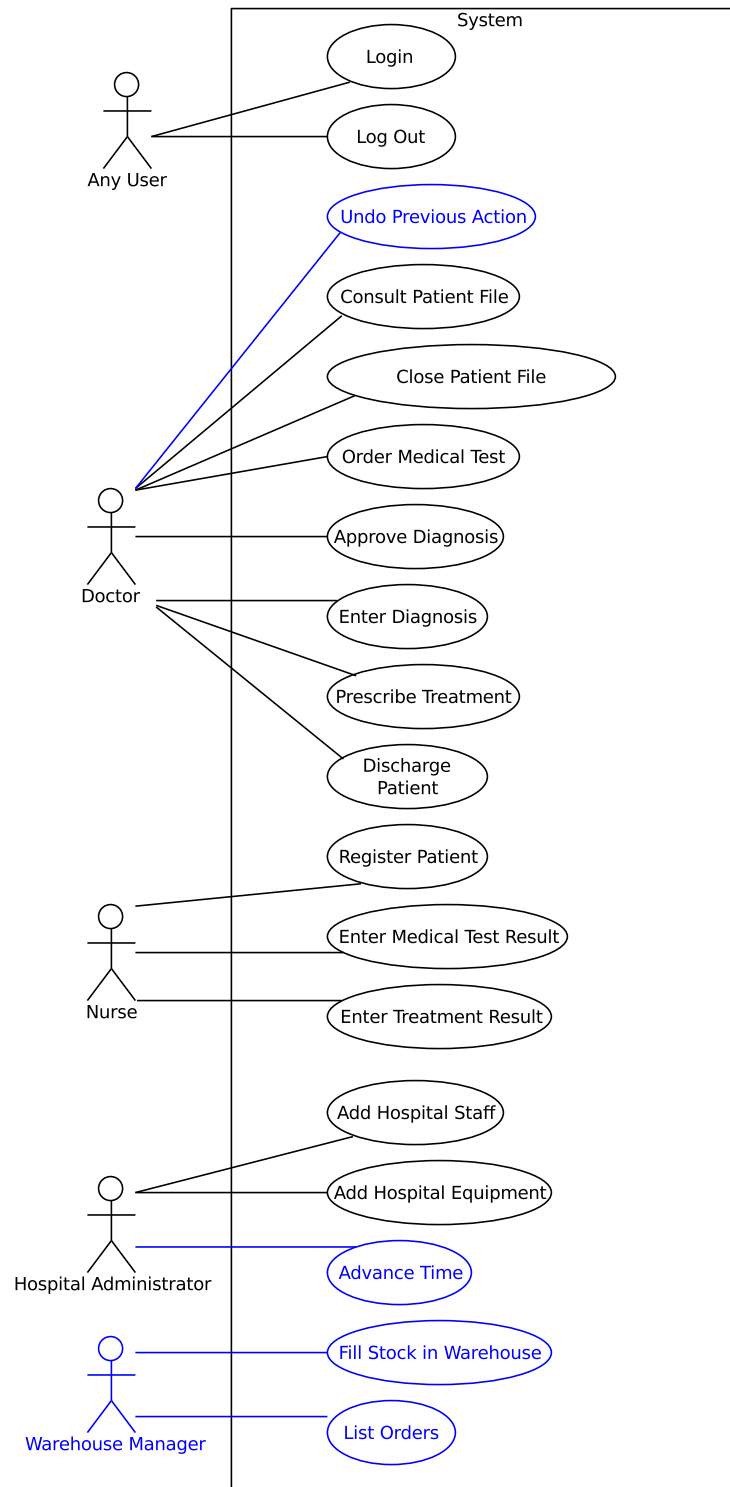 System
Login
Log Out
Any User
Undo Previous Action
Consult Patient File
Close Patient File
Order Medical Test
Approve Diagnosis
Doctor
Enter Diagnosis
Prescribe Treatment
Discharge
Patient
Register Patient
Enter Medical Test Result
Nurse
Enter Treatment Result
Add Hospital Staff
Add Hospital Equipment
Advance Time
Hospital Administrator
Fill Stock in Warehouse
List Orders
Warehouse Manager